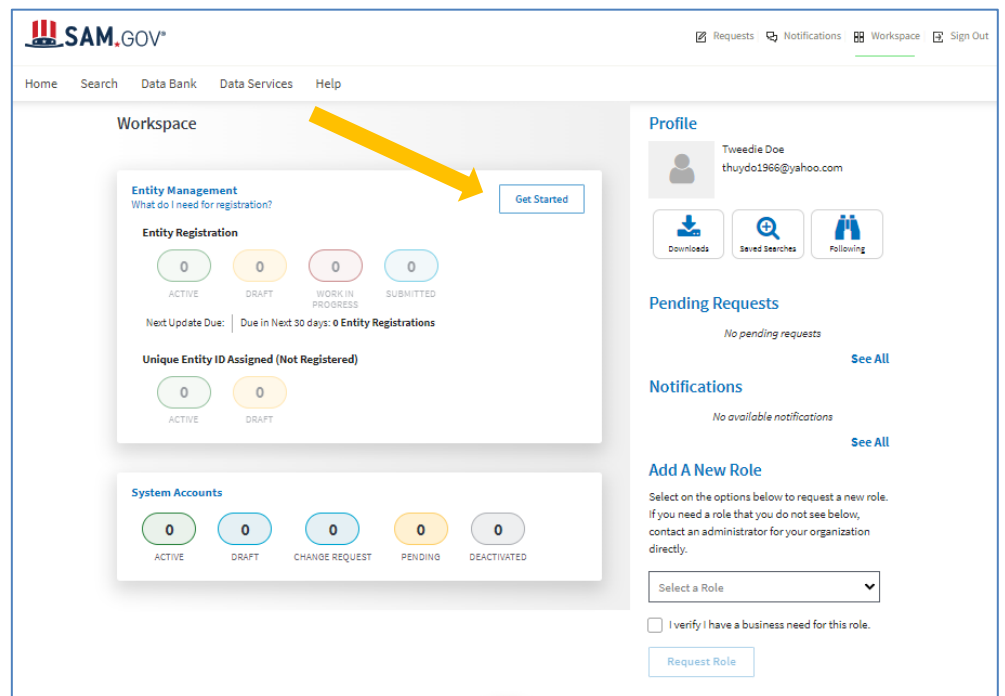 SAM.GOV®
Requests Notifications Workspace Sign Out
Home Search Data Bank Data Services Help
Workspace
Entity Management
What do I need for registration?
Get Started
Entity Registration
0 0 0 0
ACTIVE DRAFT WORK IN PROGRESS SUBMITTED
Next Update Due: Due in Next 30 days: 0 Entity Registrations
Unique Entity ID Assigned (Not Registered)
0 0
ACTIVE DRAFT
System Accounts
0 0 0 0 0
ACTIVE DRAFT CHANGE REQUEST PENDING DEACTIVATED
Profile
Tweedie Doe
thuydo1966@yahoo.com
Downloads Saved Searches Following
Pending Requests
No pending requests
See All
Notifications
No available notifications
See All
Add A New Role
Select on the options below to request a new role.
If you need a role that you do not see below,
contact an administrator for your organization
directly.
Select a Role
I verify I have a business need for this role.
Request Role